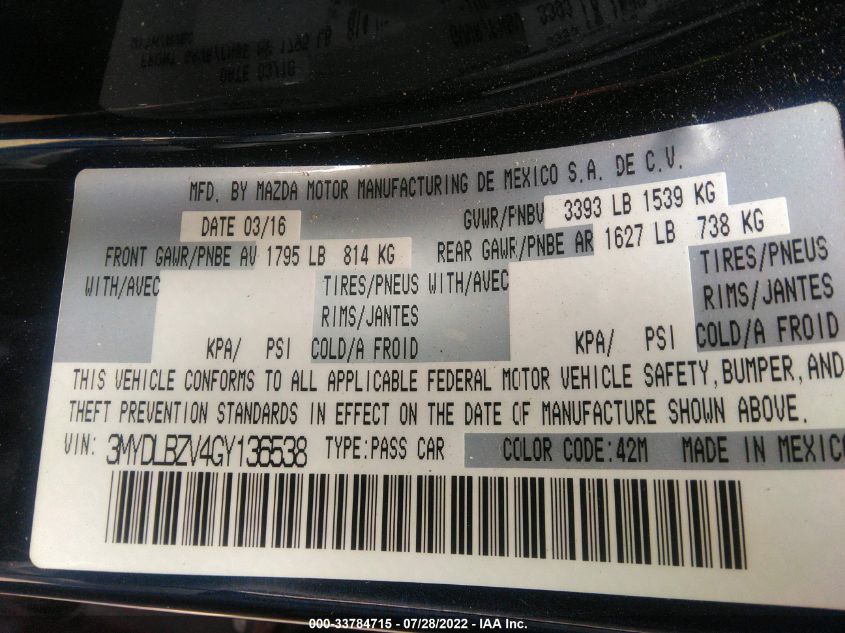 MFD. BY MAZDA MOTOR MANUFACTURING DE MEXICO S.A. DE C.V.
DATE 03/16 GVWR/PNBV 3393 LB 1539 KG
FRONT GAWR/PNBE AV 1795 LB 814 KG REAR GAWR/PNBE AR 1627 LB 738 KG
WITH/AVEC TIRES/PNEUS WITH/AVEC TIRES/PNEUS
RIMS/JANTES RIMS/JANTES
KPA/ PSI COLD/A FROID KPA/ PSI COLD/A FROID
THIS VEHICLE CONFORMS TO ALL APPLICABLE FEDERAL MOTOR VEHICLE SAFETY, BUMPER, AND
THEFT PREVENTION STANDARDS IN EFFECT ON THE DATE OF MANUFACTURE SHOWN ABOVE.
VIN: 3MYDLBZV4GY136538 TYPE:PASS CAR COLOR CODE:42M MADE IN MEXICO
000-33784715 - 07/28/2022 - IAA Inc.